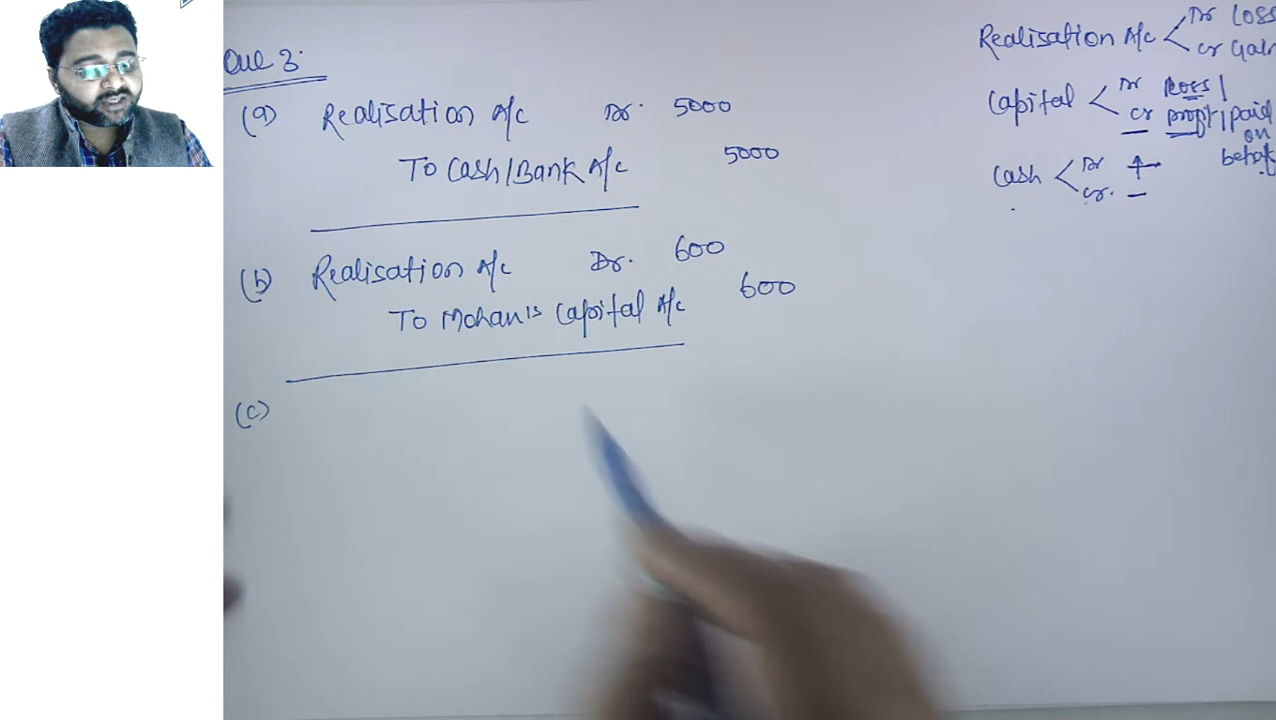 Que 3.
(a) Realisation A/c Dr. 5000
To Cash/Bank A/c 5000
(b) Realisation A/c Dr. 600
To Mohan's Capital A/c 600
(c)
Realisation A/c < Dr Loss
Cr Gain
Capital < Dr Loss |
Cr profit | paid
on
behalf
Cash < Dr +
Cr. –